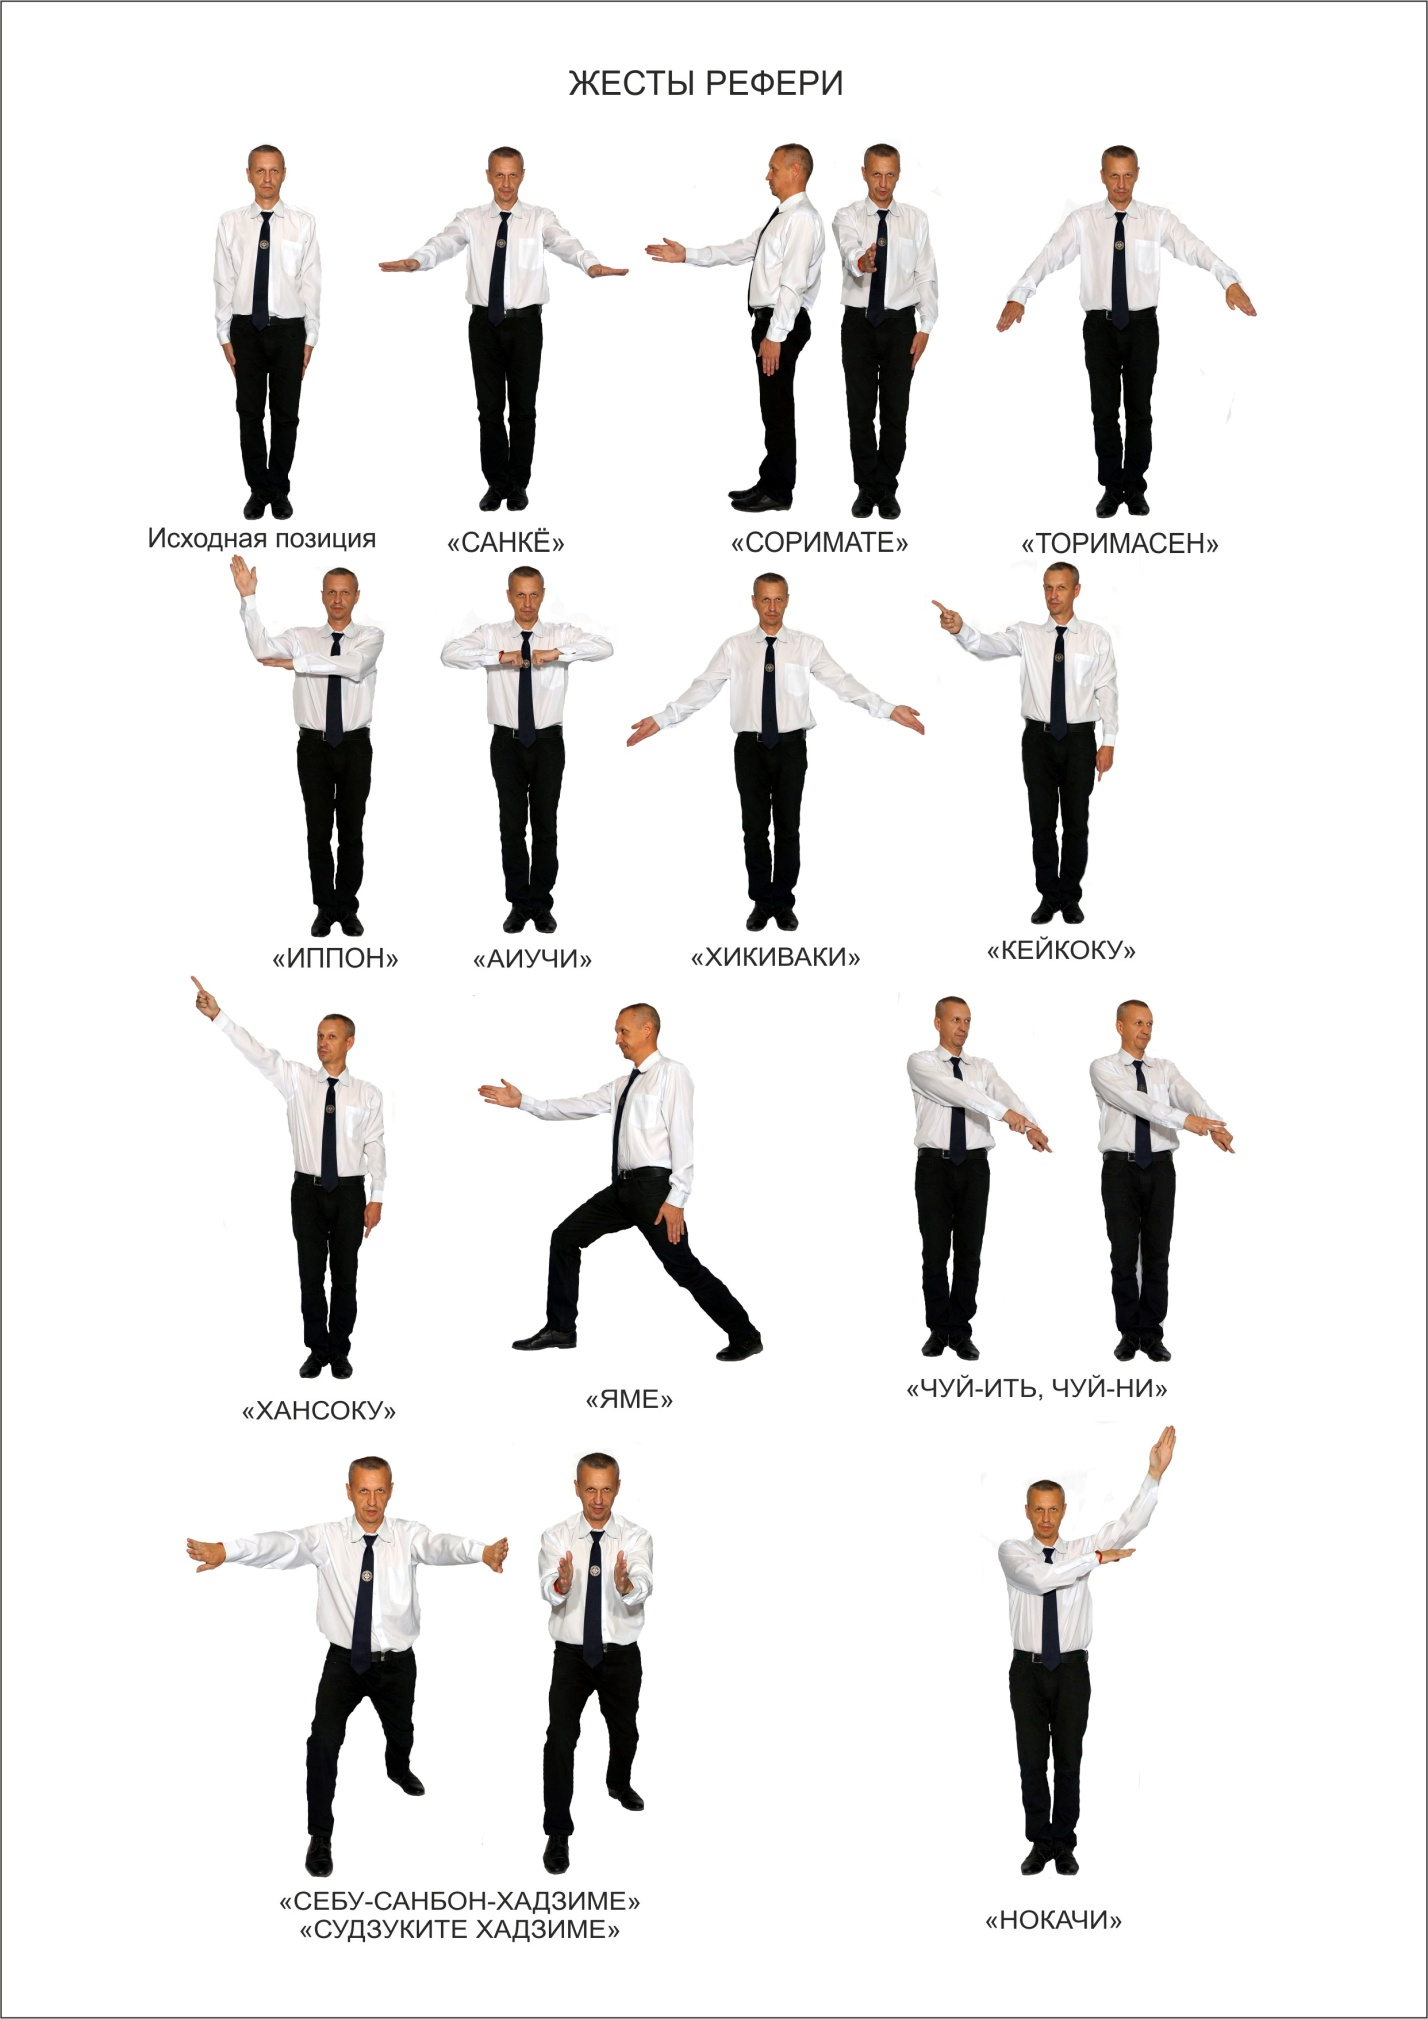 ЖЕСТЫ РЕФЕРИ
Исходная позиция
«САНКЁ»
«СОРИМАТЕ»
«ТОРИМАСЕН»
«ИППОН»
«АИУЧИ»
«ХИКИВАКИ»
«КЕЙКОКУ»
«ХАНСОКУ»
«ЯМЕ»
«ЧУЙ-ИТЬ, ЧУЙ-НИ»
«СЕБУ-САНБОН-ХАДЗИМЕ»
«СУДЗУКИТЕ ХАДЗИМЕ»
«НОКАЧИ»